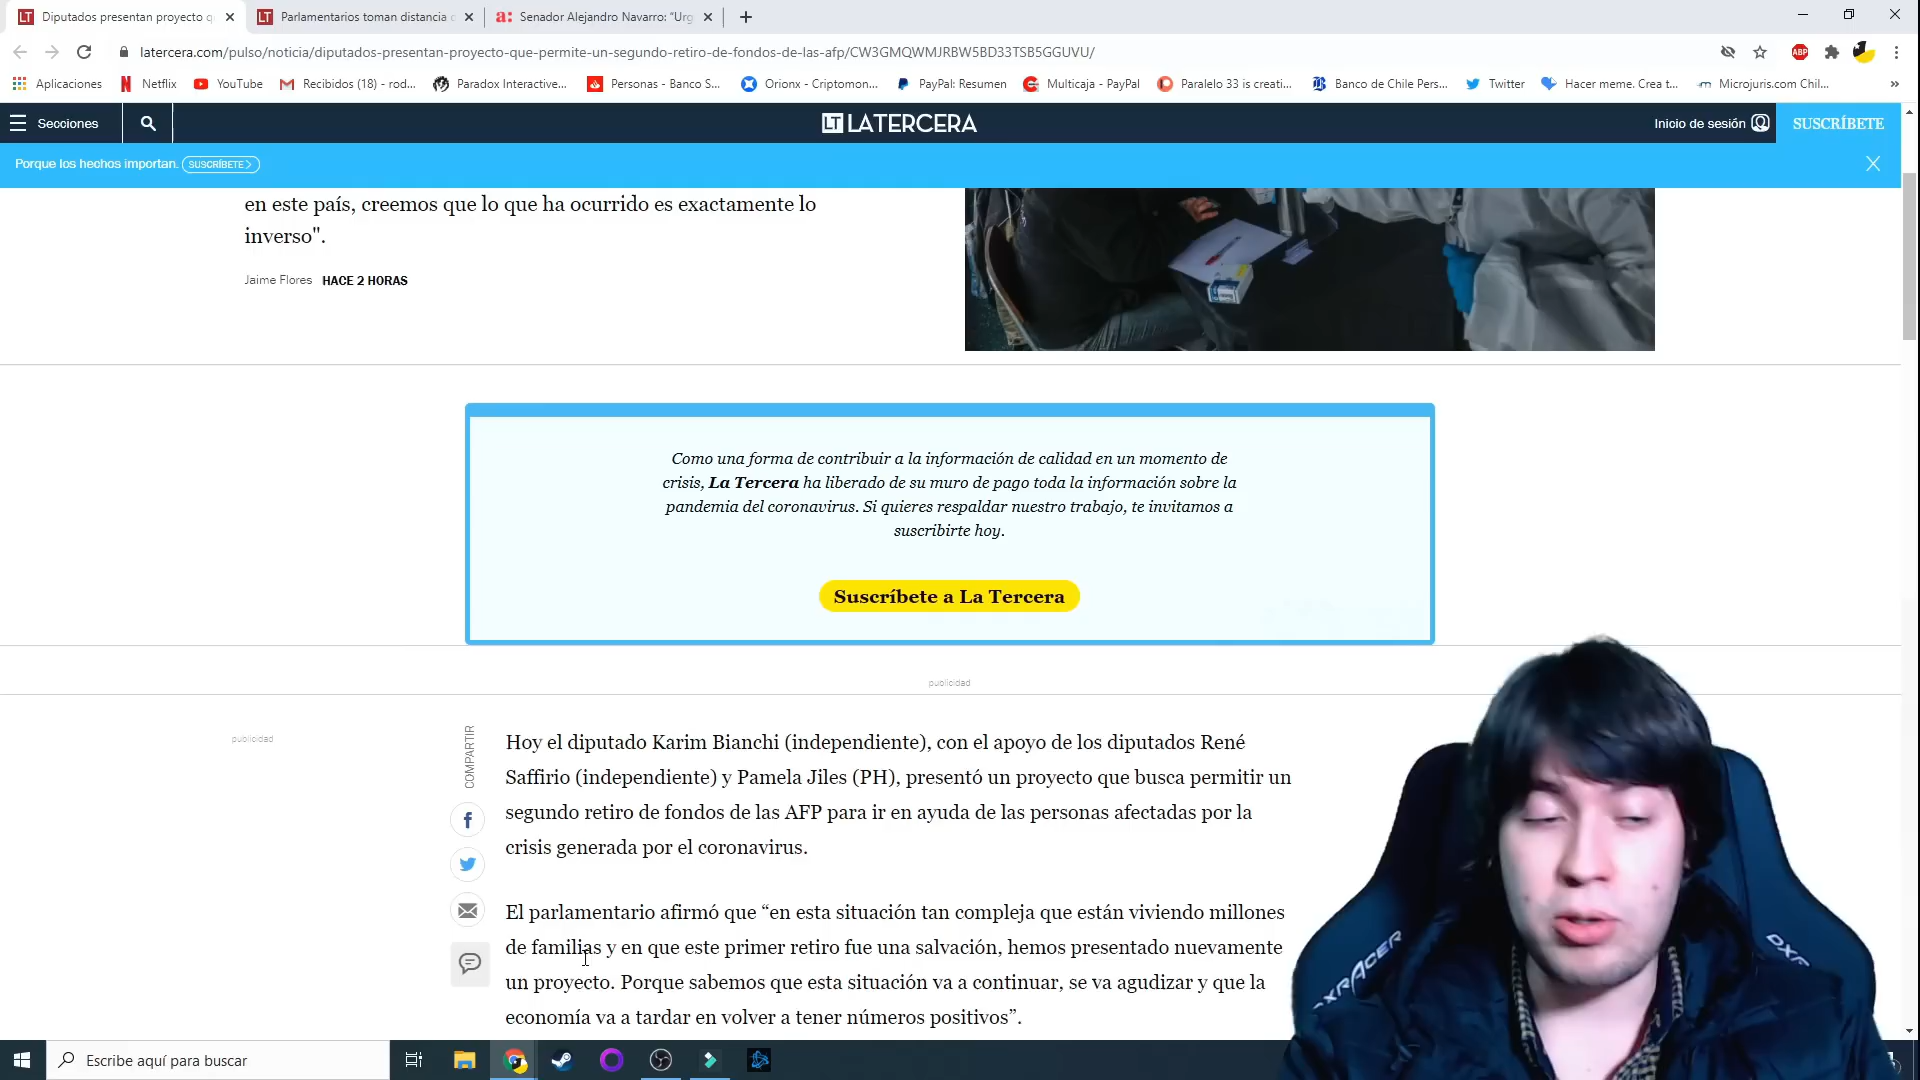 Diputados presentan proyecto q
Parlamentarios toman distancia d
a: Senador Alejandro Navarro: "Urg
latercera.com/pulso/noticia/diputados-presentan-proyecto-que-permite-un-segundo-retiro-de-fondos-de-las-afp/CW3GMQWMJRBW5BD33TSB5GGUVU/
ABP
Aplicaciones
Netflix
YouTube
Recibidos (18) - rod...
Paradox Interactive...
Personas - Banco S...
Orionx - Criptomon...
PayPal: Resumen
Multicaja - PayPal
Paralelo 33 is creati...
Banco de Chile Pers...
Twitter
Hacer meme. Crea t...
Microjuris.com Chil...
Secciones
LT LATERCERA
Inicio de sesión
SUSCRÍBETE
Porque los hechos importan. SUSCRÍBETE >
en este país, creemos que lo que ha ocurrido es exactamente lo
inverso".
Jaime Flores HACE 2 HORAS
Como una forma de contribuir a la información de calidad en un momento de
crisis, La Tercera ha liberado de su muro de pago toda la información sobre la
pandemia del coronavirus. Si quieres respaldar nuestro trabajo, te invitamos a
suscribirte hoy.
Suscríbete a La Tercera
publicidad
publicidad
COMPARTIR
Hoy el diputado Karim Bianchi (independiente), con el apoyo de los diputados René
Saffirio (independiente) y Pamela Jiles (PH), presentó un proyecto que busca permitir un
segundo retiro de fondos de las AFP para ir en ayuda de las personas afectadas por la
crisis generada por el coronavirus.
El parlamentario afirmó que “en esta situación tan compleja que están viviendo millones
de familias y en que este primer retiro fue una salvación, hemos presentado nuevamente
un proyecto. Porque sabemos que esta situación va a continuar, se va agudizar y que la
economía va a tardar en volver a tener números positivos”.
DXRACER
DXR
Escribe aquí para buscar